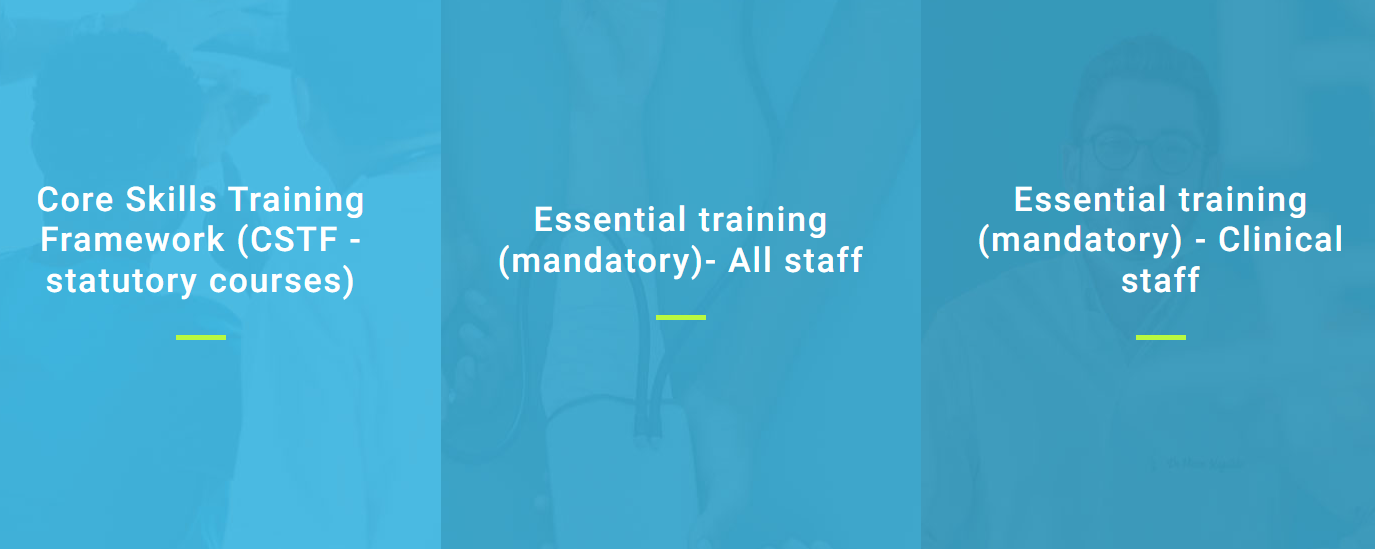 Core Skills Training
Framework (CSTF -
statutory courses)
Essential training
(mandatory)- All staff
Essential training
(mandatory) - Clinical
staff